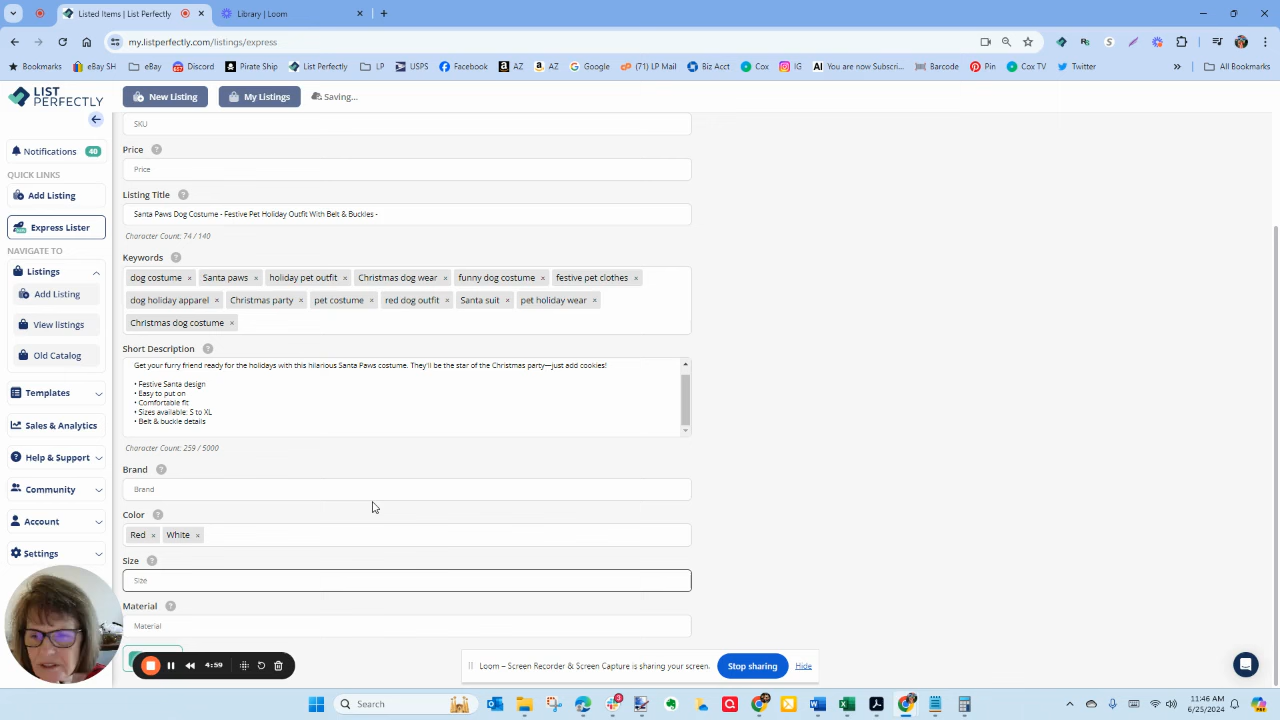 Listed Items | List Perfectly
Library | Loom
my.listperfectly.com/listings/express
Bookmarks
eBay SH
eBay
Discord
Pirate Ship
List Perfectly
LP
USPS
Facebook
AZ
AZ
Google
(71) LP Mail
Biz Acct
Cox
IG
You are now Subscri...
Barcode
Pin
Cox TV
Twitter
»
All Bookmarks
LIST
PERFECTLY
New Listing
My Listings
Saving...
Notifications 40
QUICK LINKS
Add Listing
Express Lister
NAVIGATE TO
Listings
Add Listing
View listings
Old Catalog
Templates
Sales & Analytics
Help & Support
Community
Account
Settings
SKU
Price
Price
Listing Title
Santa Paws Dog Costume - Festive Pet Holiday Outfit With Belt & Buckles -
Character Count: 74 / 140
Keywords
dog costume × Santa paws × holiday pet outfit × Christmas dog wear × funny dog costume × festive pet clothes ×
dog holiday apparel × Christmas party × pet costume × red dog outfit × Santa suit × pet holiday wear ×
Christmas dog costume ×
Short Description
Get your furry friend ready for the holidays with this hilarious Santa Paws costume. They'll be the star of the Christmas party—just add cookies!
• Festive Santa design
• Easy to put on
• Comfortable fit
• Sizes available: S to XL
• Belt & buckle details
Character Count: 259 / 5000
Brand
Brand
Color
Red × White ×
Size
Size
Material
Material
4:59
Loom – Screen Recorder & Screen Capture is sharing your screen.
Stop sharing
Hide
Search
3
11:46 AM
6/25/2024